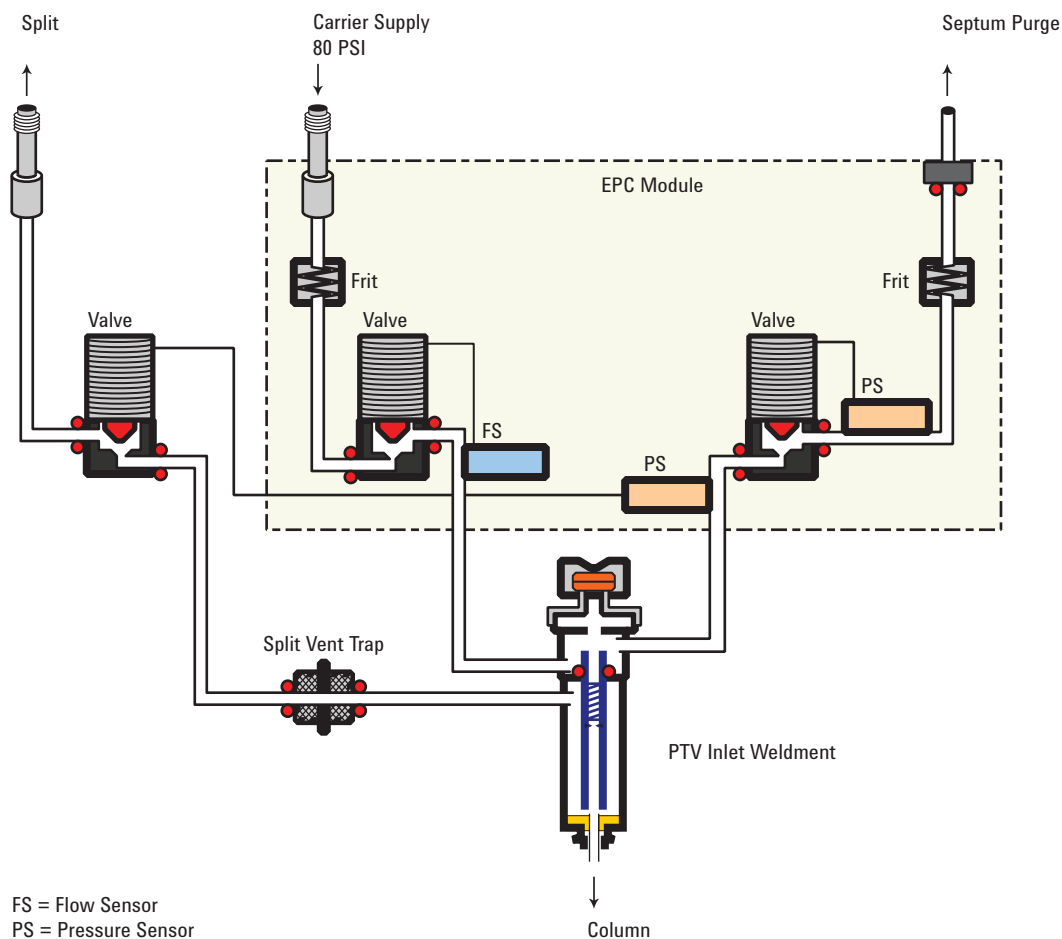 Split
Carrier Supply
80 PSI
Septum Purge
EPC Module
Frit
Frit
Valve
Valve
Valve
PS
FS
PS
Split Vent Trap
PTV Inlet Weldment
FS = Flow Sensor
PS = Pressure Sensor
Column